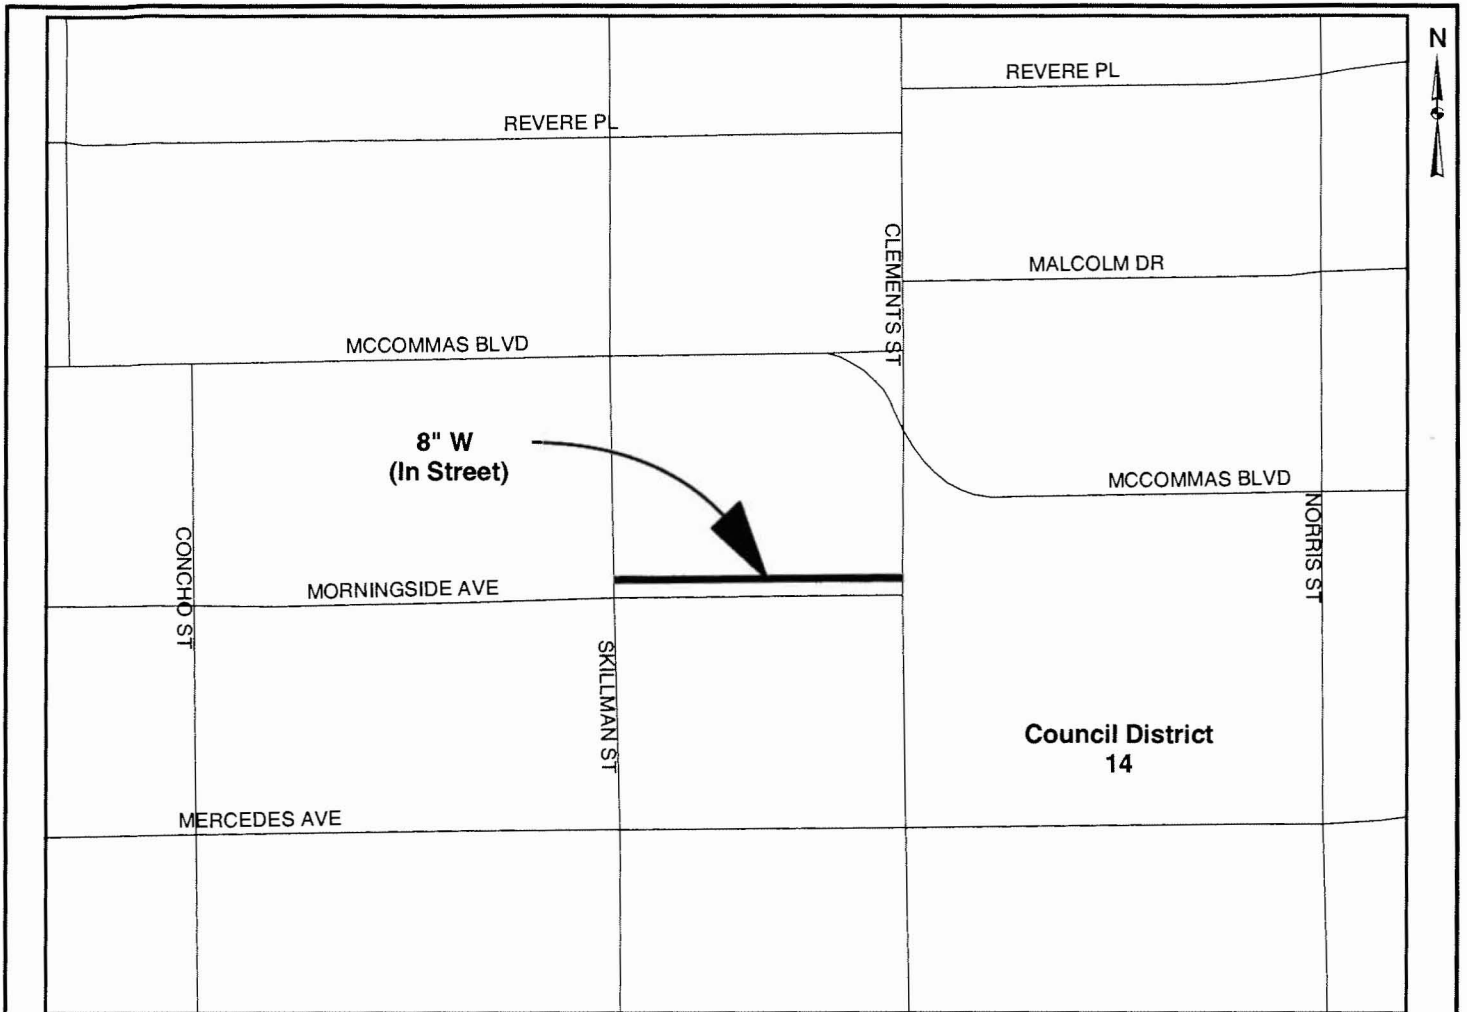 N
REVERE PL
REVERE PL
CLEMENTS ST
MALCOLM DR
MCCOMMAS BLVD
8" W
(In Street)
MCCOMMAS BLVD
NORRIS ST
CONCHO ST
MORNINGSIDE AVE
SKILLMAN ST
Council District
14
MERCEDES AVE